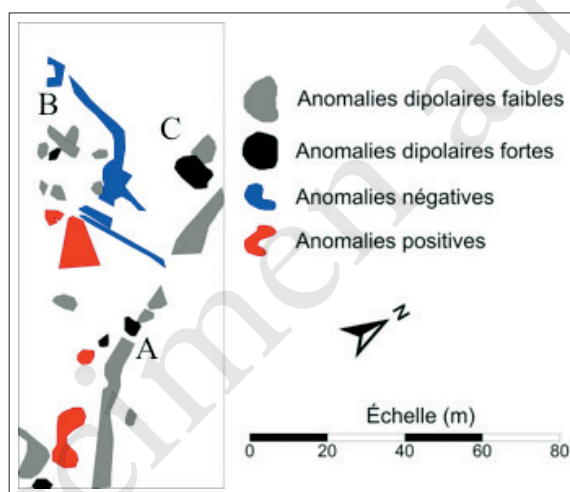 B
C
A
Anomalies dipolaires faibles
Anomalies dipolaires fortes
Anomalies négatives
Anomalies positives
N
Échelle (m)
0 20 40 60 80